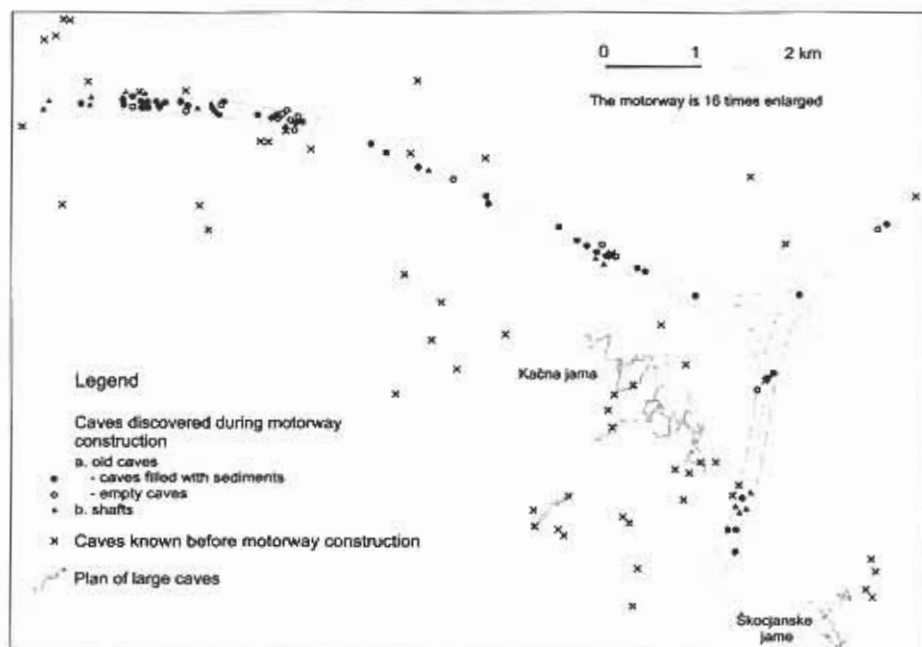 0 1 2 km
The motorway is 16 times enlarged
Kačna jama
Legend
Caves discovered during motorway
construction
a. old caves
- caves filled with sediments
- empty caves
b. shafts
Caves known before motorway construction
Plan of large caves
Škocjanske
jame